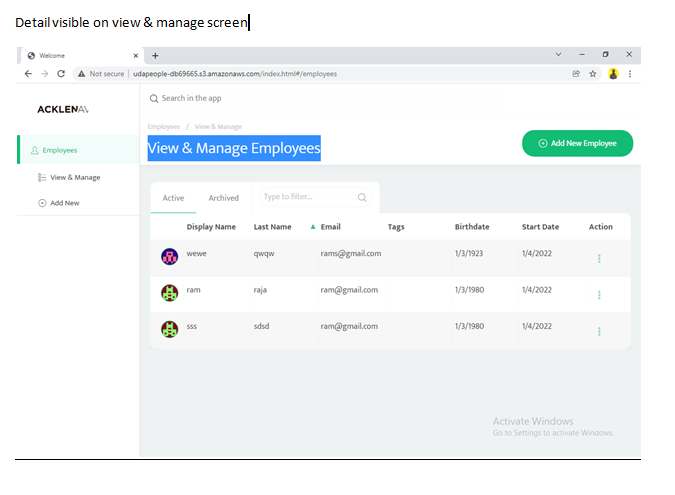 Detail visible on view & manage screen
Welcome
Not secure | udapeople-db69665.s3.amazonaws.com/index.html#/employees
ACKLENAV
Search in the app
Employees / View & Manage
View & Manage Employees
Add New Employee
Employees
View & Manage
Add New
Active Archived Type to filter...
Display Name Last Name Email Tags Birthdate Start Date Action
wewe qwqw rams@gmail.com 1/3/1923 1/4/2022
ram raja ram@gmail.com 1/3/1980 1/4/2022
sss sdsd ram@gmail.com 1/3/1980 1/4/2022
Activate Windows
Go to Settings to activate Windows.